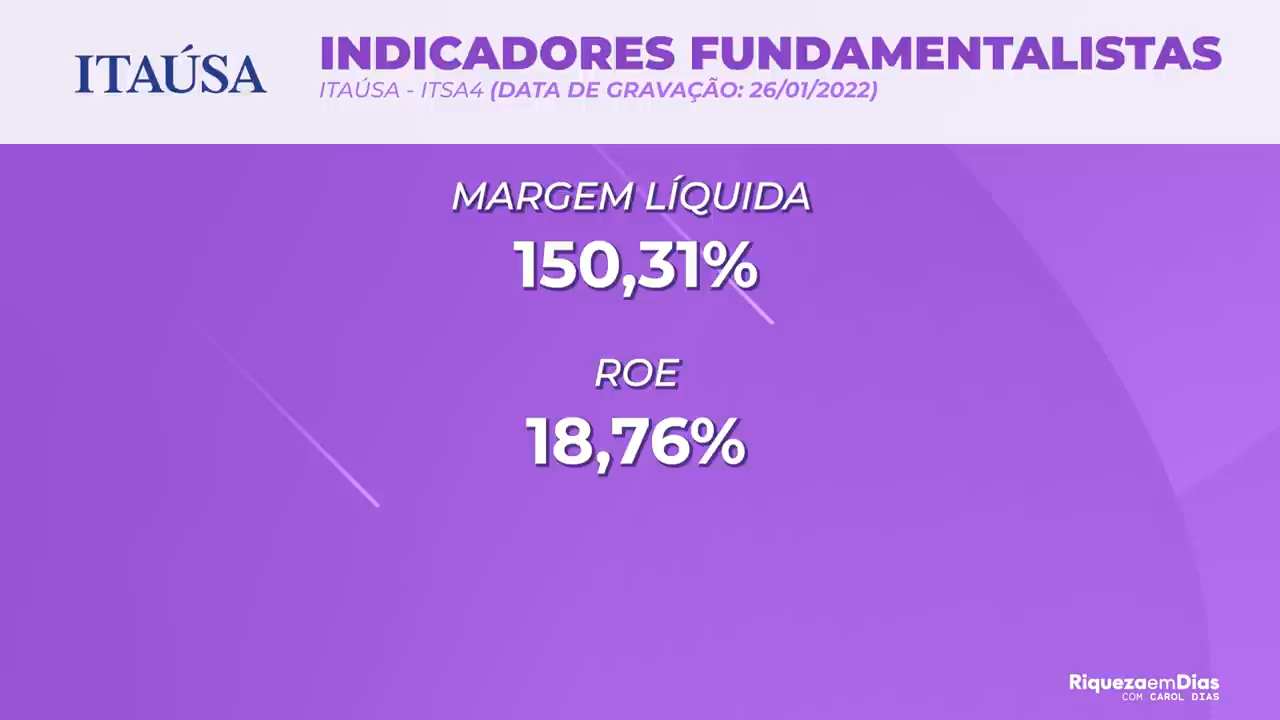 ITAÚSA
INDICADORES FUNDAMENTALISTAS
ITAÚSA - ITSA4 (DATA DE GRAVAÇÃO: 26/01/2022)
MARGEM LÍQUIDA
150,31%
ROE
18,76%
RiquezaemDias
COM CAROL DIAS